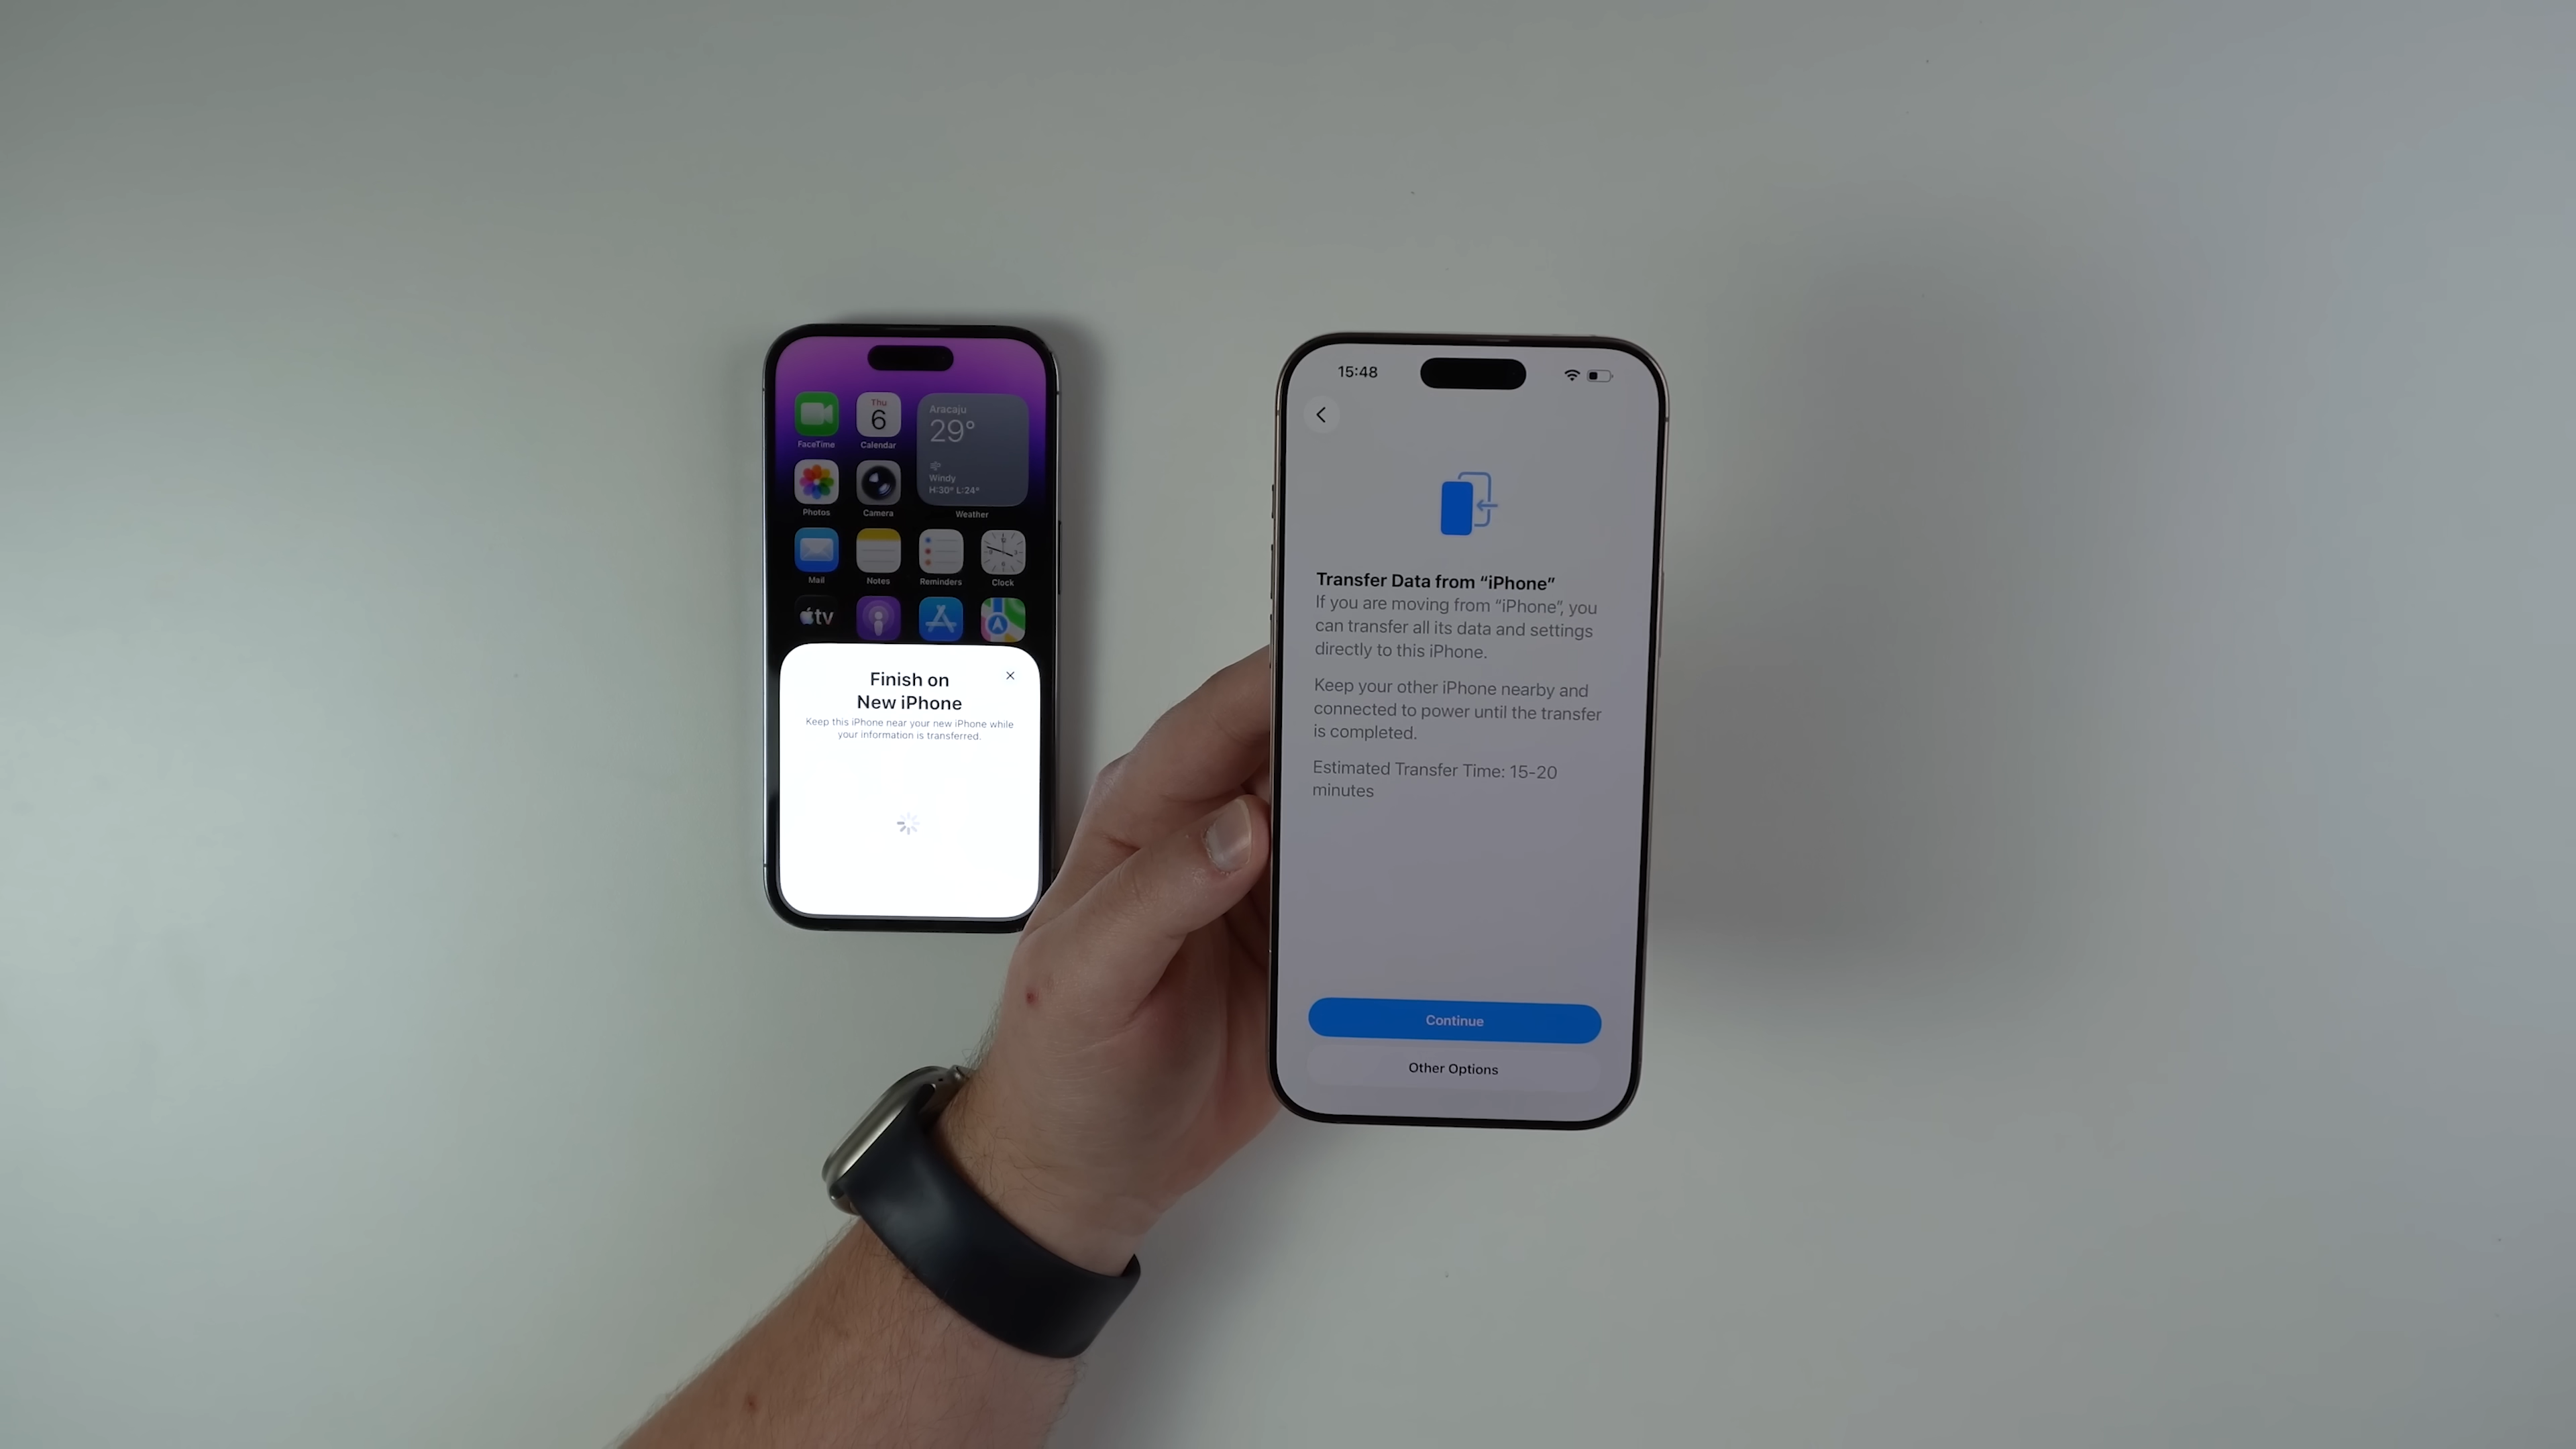 Thu
6
FaceTime
Calendar
Aracaju
29°
Windy
H:30° L:24°
Photos
Camera
Weather
Mail
Notes
Reminders
Clock
tv
Finish on
New iPhone
Keep this iPhone near your new iPhone while
your information is transferred.
15:48
Transfer Data from “iPhone”
If you are moving from “iPhone”, you
can transfer all its data and settings
directly to this iPhone.
Keep your other iPhone nearby and
connected to power until the transfer
is completed.
Estimated Transfer Time: 15-20
minutes
Continue
Other Options